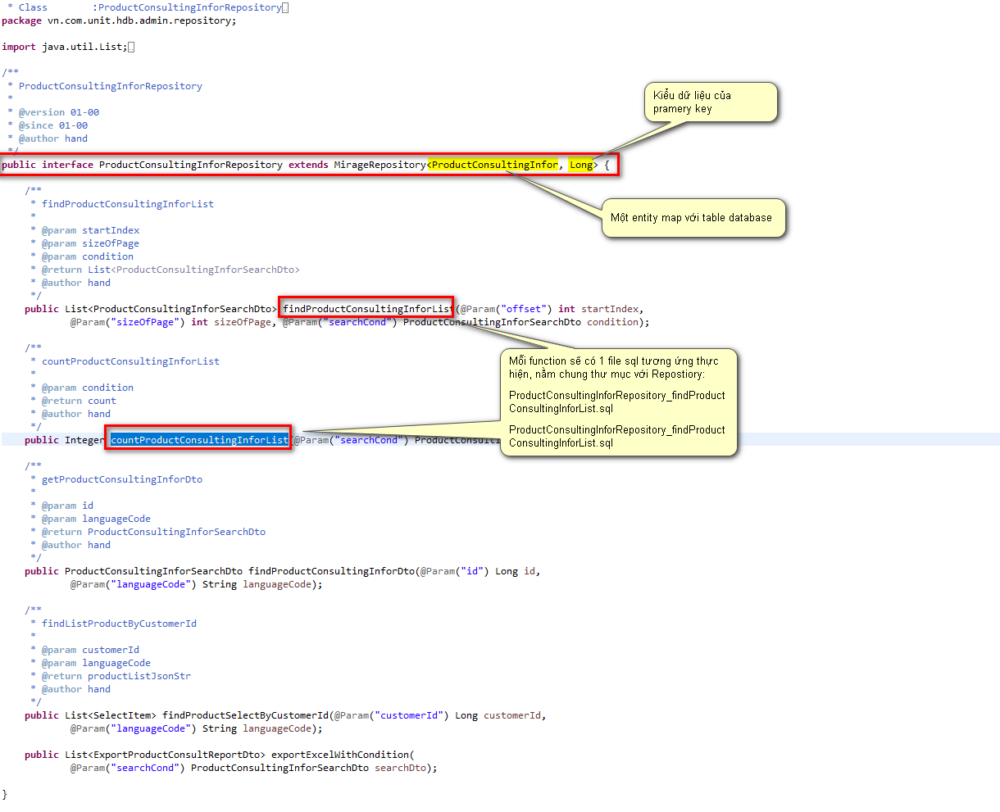 * Class       :ProductConsultingInforRepository
package vn.com.unit.hdb.admin.repository;
import java.util.List;
/**
* ProductConsultingInforRepository
*
* @version 01-00
* @since 01-00
* @author hand
*/
public interface ProductConsultingInforRepository extends MirageRepository<ProductConsultingInfor, Long> {
Kiểu dữ liệu của
pramery key
Một entity map với table database
/**
* findProductConsultingInforList
*
* @param startIndex
* @param sizeOfPage
* @param condition
* @return List<ProductConsultingInforSearchDto>
* @author hand
*/
public List<ProductConsultingInforSearchDto> findProductConsultingInforList(@Param("offset") int startIndex,
@Param("sizeOfPage") int sizeOfPage, @Param("searchCond") ProductConsultingInforSearchDto condition);
Mỗi function sẽ có 1 file sql tương ứng thực
hiện, nằm chung thư mục với Repostiory:
ProductConsultingInforRepository_findProduct
ConsultingInforList.sql
ProductConsultingInforRepository_findProduct
ConsultingInforList.sql
/**
* countProductConsultingInforList
*
* @param condition
* @return count
* @author hand
*/
public Integer countProductConsultingInforList(@Param("searchCond") ProductConsulti
/**
* getProductConsultingInforDto
*
* @param id
* @param languageCode
* @return ProductConsultingInforSearchDto
* @author hand
*/
public ProductConsultingInforSearchDto findProductConsultingInforDto(@Param("id") Long id,
@Param("languageCode") String languageCode);
/**
* findListProductByCustomerId
*
* @param customerId
* @param languageCode
* @return productListJsonStr
* @author hand
*/
public List<SelectItem> findProductSelectByCustomerId(@Param("customerId") Long customerId,
@Param("languageCode") String languageCode);
public List<ExportProductConsultReportDto> exportExcelWithCondition(
@Param("searchCond") ProductConsultingInforSearchDto searchDto);
}